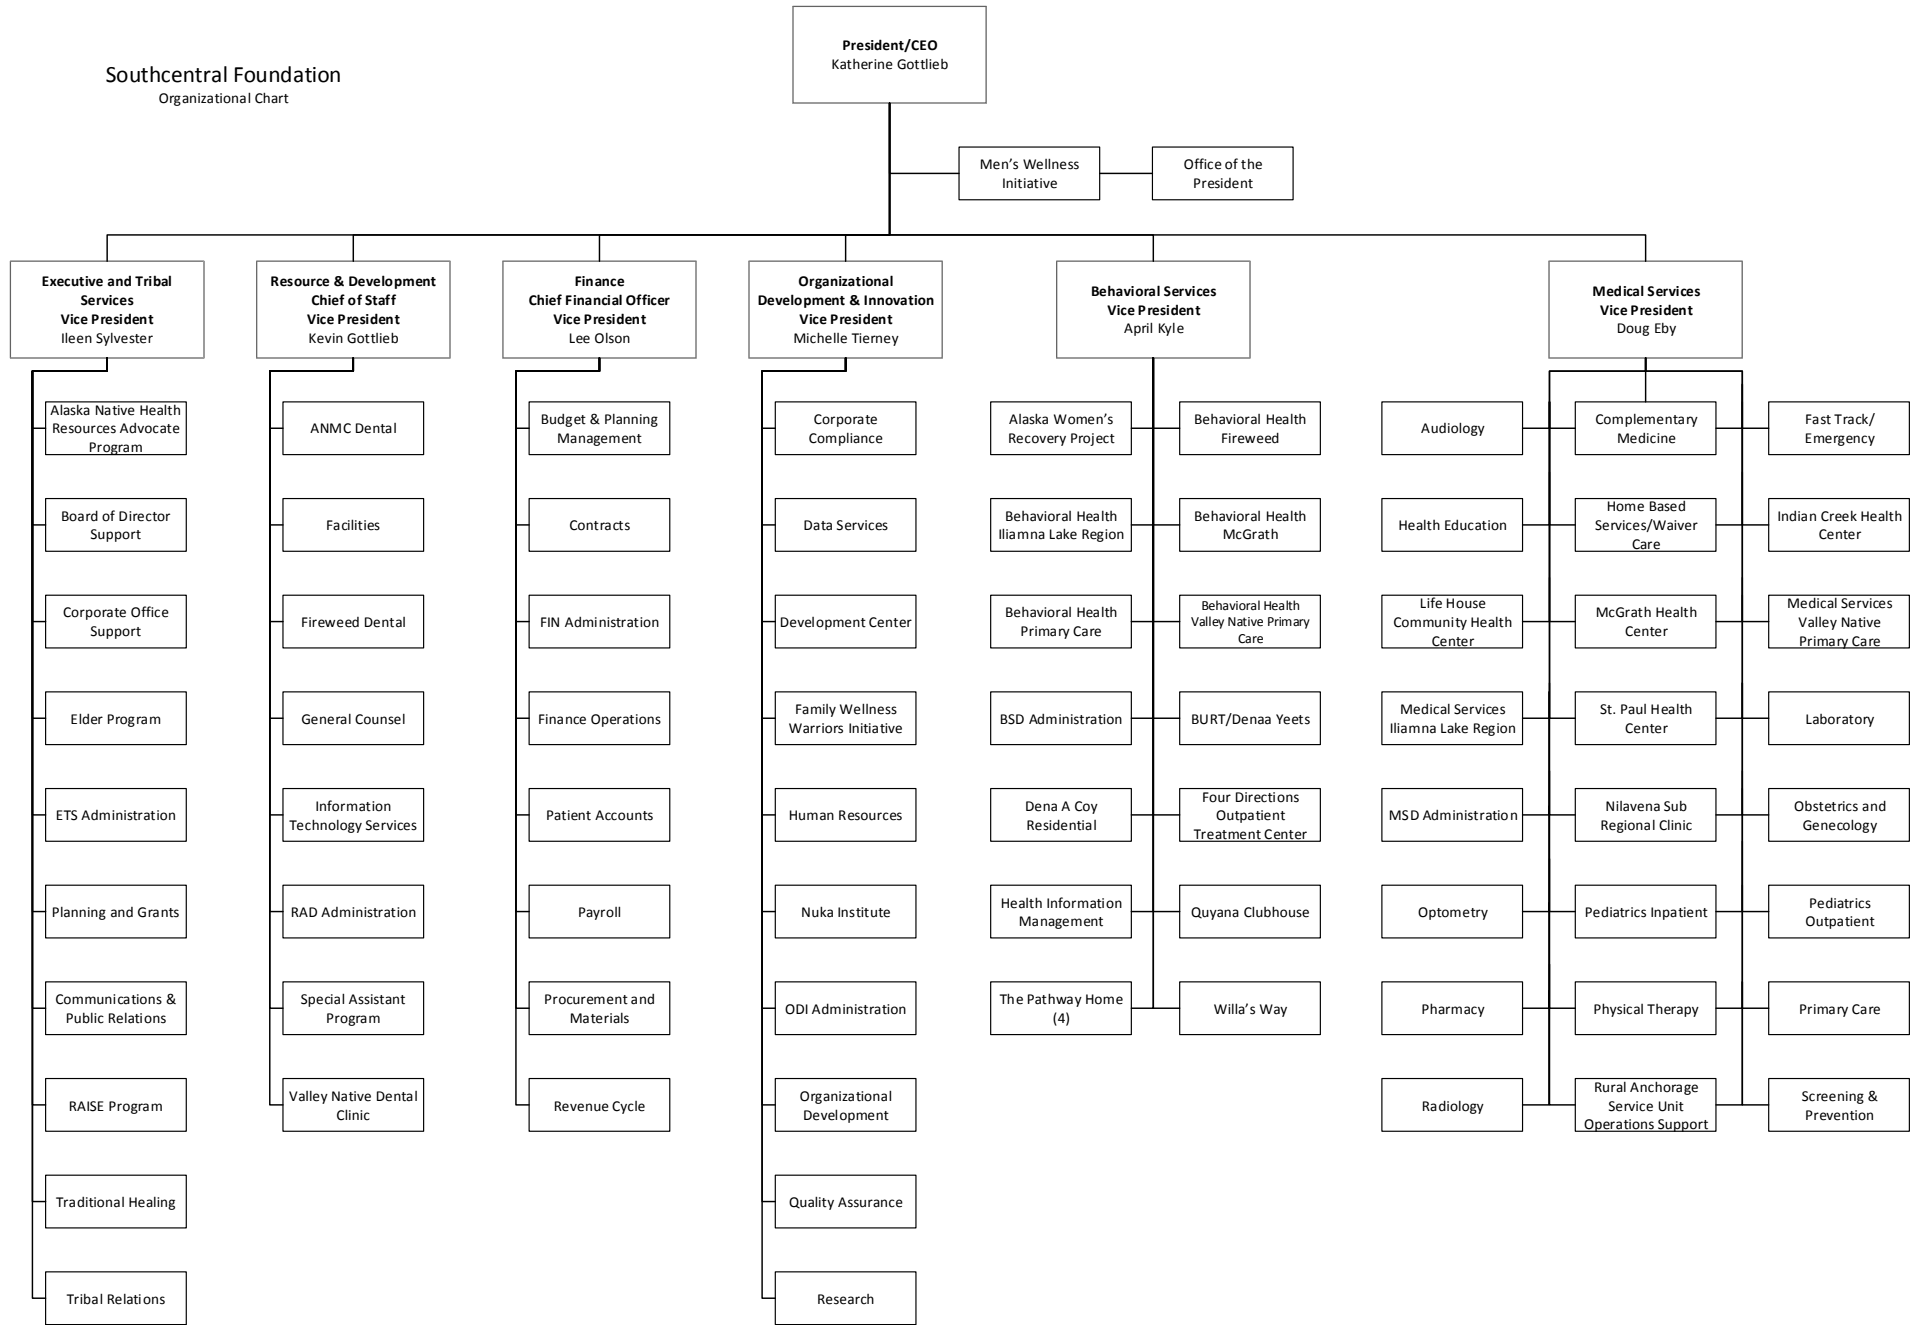 Southcentral Foundation
Organizational Chart
President/CEO
Katherine Gottlieb
Men's Wellness
Initiative
Office of the
President
Executive and Tribal
Services
Vice President
Ileen Sylvester
Resource & Development
Chief of Staff
Vice President
Kevin Gottlieb
Finance
Chief Financial Officer
Vice President
Lee Olson
Organizational
Development & Innovation
Vice President
Michelle Tierney
Behavioral Services
Vice President
April Kyle
Medical Services
Vice President
Doug Eby
Alaska Native Health
Resources Advocate
Program
Board of Director
Support
Corporate Office
Support
Elder Program
ETS Administration
Planning and Grants
Communications &
Public Relations
RAISE Program
Traditional Healing
Tribal Relations
ANMC Dental
Facilities
Fireweed Dental
General Counsel
Information
Technology Services
RAD Administration
Special Assistant
Program
Valley Native Dental
Clinic
Budget & Planning
Management
Contracts
FIN Administration
Finance Operations
Patient Accounts
Payroll
Procurement and
Materials
Revenue Cycle
Corporate
Compliance
Data Services
Development Center
Family Wellness
Warriors Initiative
Human Resources
Nuka Institute
ODI Administration
Organizational
Development
Quality Assurance
Research
Alaska Women's
Recovery Project
Behavioral Health
Fireweed
Behavioral Health
Iliamna Lake Region
Behavioral Health
McGrath
Behavioral Health
Primary Care
Behavioral Health
Valley Native Primary
Care
BSD Administration
BURT/Denaa Yeets
Dena A Coy
Residential
Four Directions
Outpatient
Treatment Center
Health Information
Management
Quyana Clubhouse
The Pathway Home
(4)
Willa's Way
Audiology
Complementary
Medicine
Fast Track/
Emergency
Health Education
Home Based
Services/Waiver
Care
Indian Creek Health
Center
Life House
Community Health
Center
McGrath Health
Center
Medical Services
Valley Native
Primary Care
Medical Services
Iliamna Lake Region
St. Paul Health
Center
Laboratory
MSD Administration
Nilavena Sub
Regional Clinic
Obstetrics and
Genecology
Optometry
Pediatrics Inpatient
Pediatrics
Outpatient
Pharmacy
Physical Therapy
Primary Care
Radiology
Rural Anchorage
Service Unit
Operations Support
Screening &
Prevention